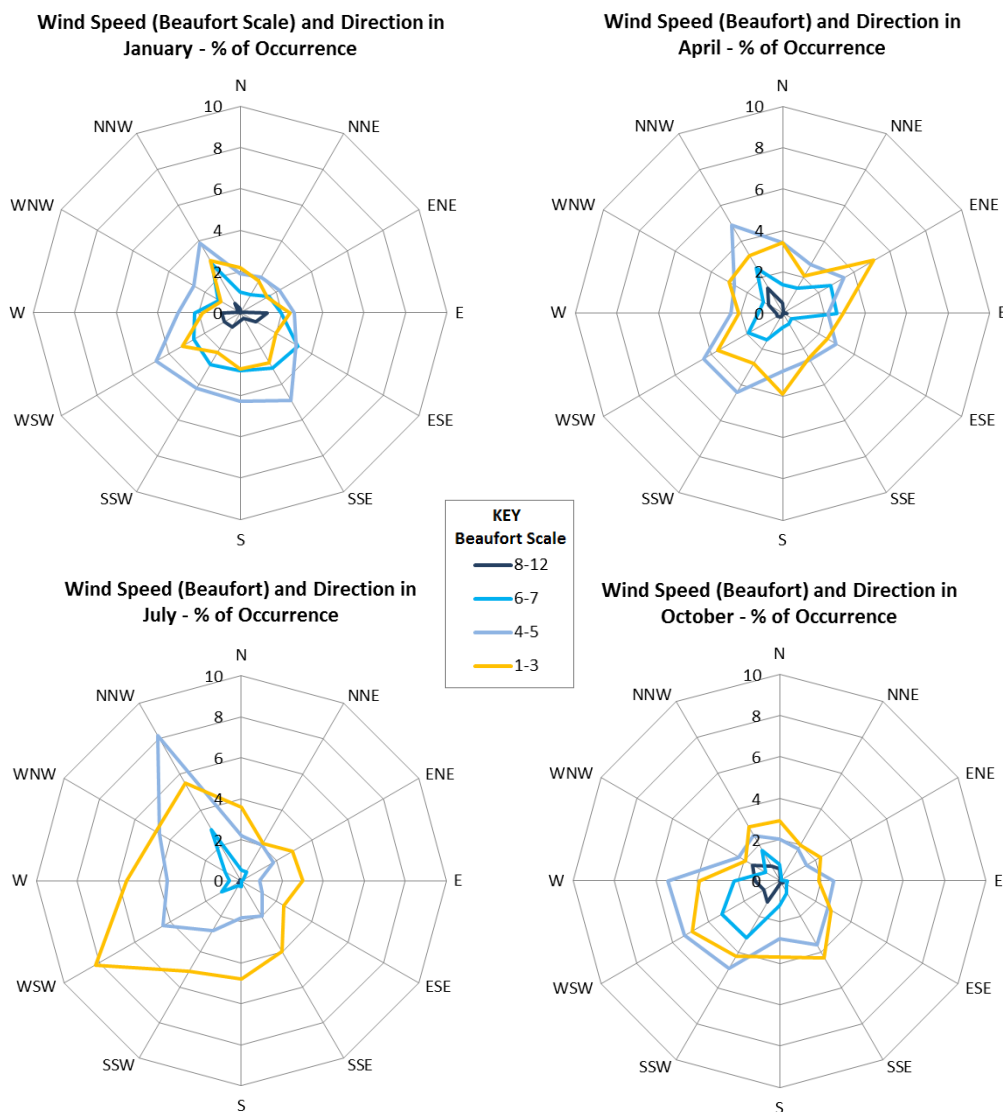 Wind Speed (Beaufort Scale) and Direction in
January - % of Occurrence
N
NNE
ENE
E
ESE
SSE
S
SSW
WSW
W
WNW
NNW
10
8
6
4
2
0
Wind Speed (Beaufort) and Direction in
April - % of Occurrence
N
NNE
ENE
E
ESE
SSE
S
SSW
WSW
W
WNW
NNW
10
8
6
4
2
0
KEY
Beaufort Scale
8-12
6-7
4-5
1-3
Wind Speed (Beaufort) and Direction in
July - % of Occurrence
N
NNE
ENE
E
ESE
SSE
S
SSW
WSW
W
WNW
NNW
10
8
6
4
2
0
Wind Speed (Beaufort) and Direction in
October - % of Occurrence
N
NNE
ENE
E
ESE
SSE
S
SSW
WSW
W
WNW
NNW
10
8
6
4
2
0